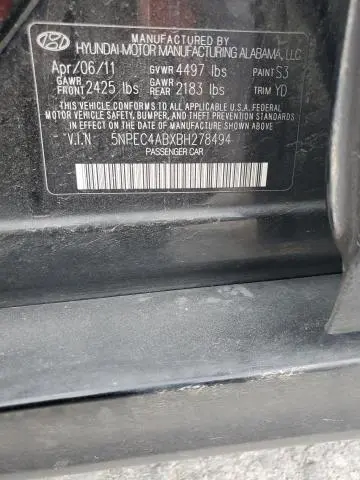 MANUFACTURED BY
HYUNDAI MOTOR MANUFACTURING ALABAMA, LLC
Apr/06/11 GVWR 4497 lbs PAINT S3
GAWR FRONT 2425 lbs GAWR REAR 2183 lbs TRIM YD
THIS VEHICLE CONFORMS TO ALL APPLICABLE U.S. FEDERAL
MOTOR VEHICLE SAFETY, BUMPER, AND THEFT PREVENTION STANDARDS
IN EFFECT ON THE DATE OF MANUFACTURE SHOWN ABOVE.
V.I.N 5NPEC4ABXBH278494
PASSENGER CAR